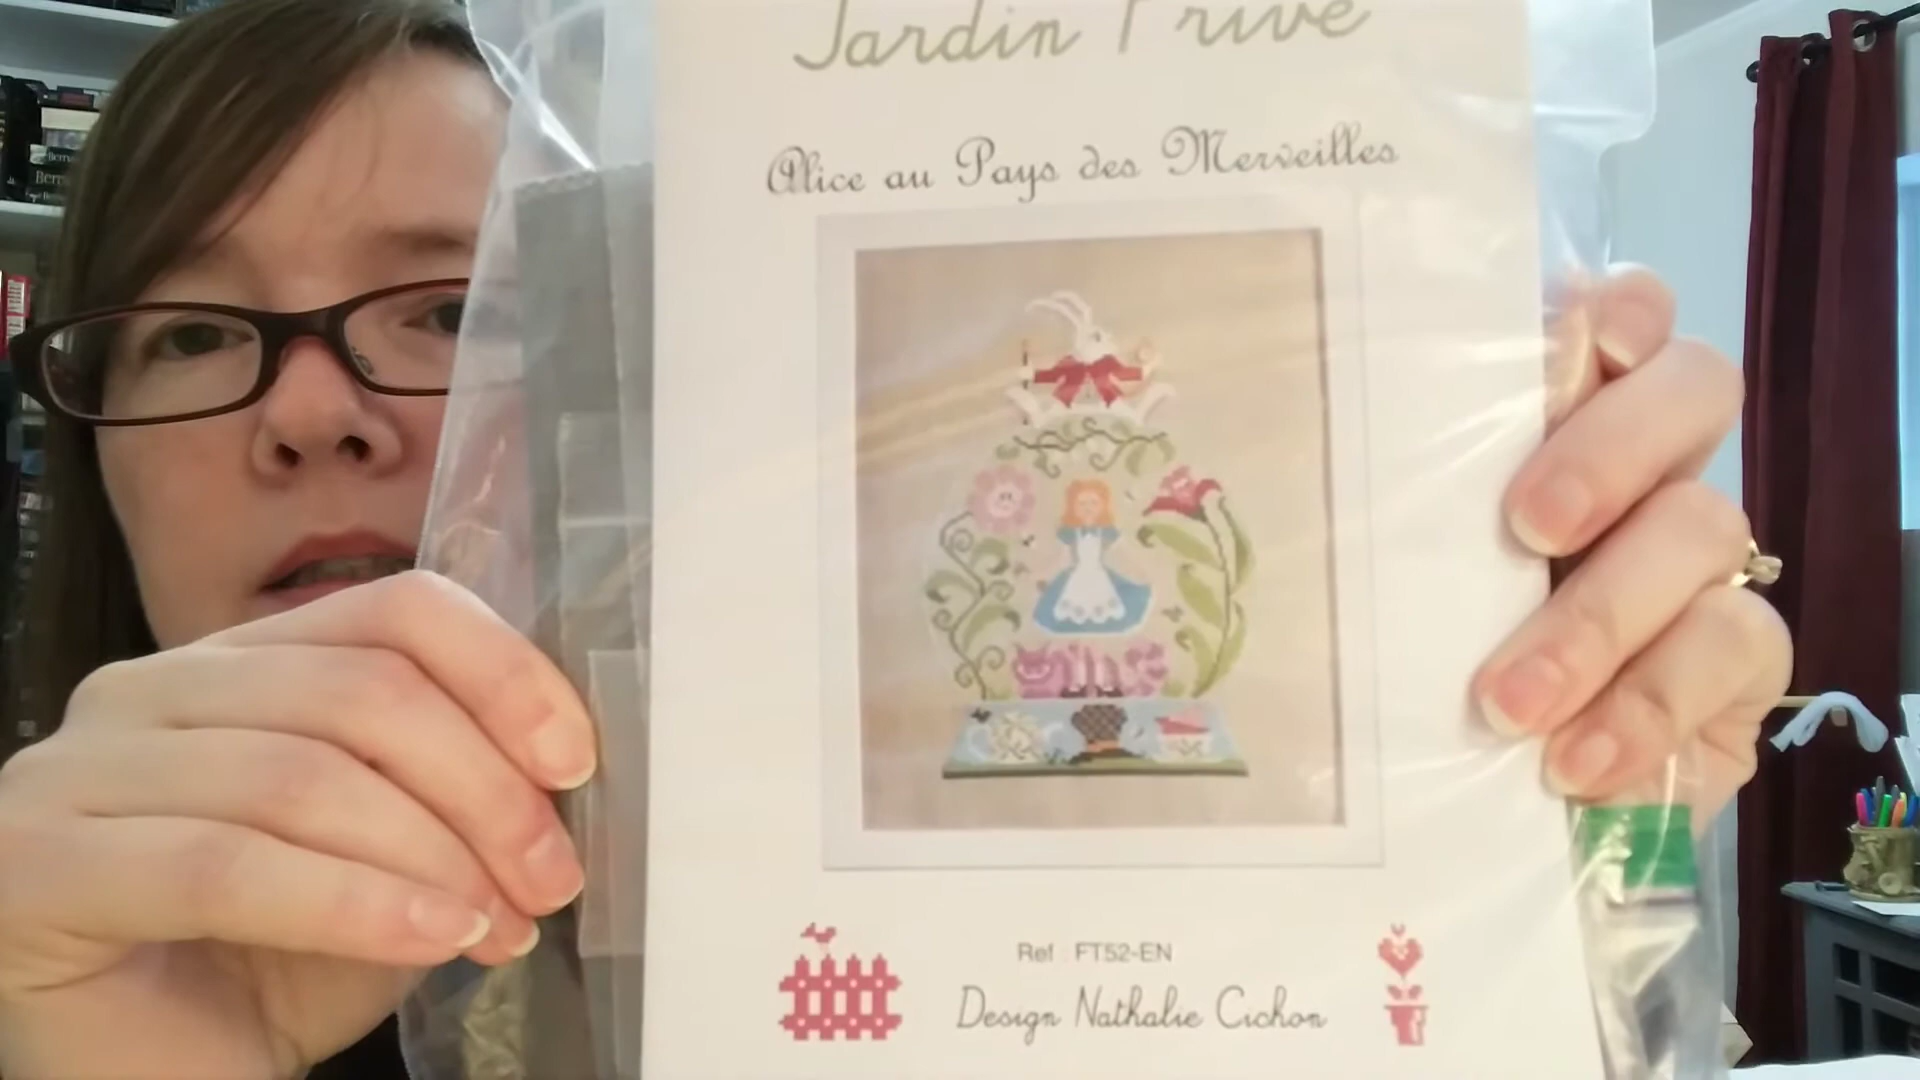 Jardin Privé
Alice au Pays des Merveilles
Ref : FT52-EN
Design Nathalie Cichon